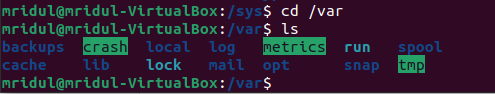 mridul@mridul-VirtualBox:/sys$ cd /var
mridul@mridul-VirtualBox:/var$ ls
backups  crash  local  log   metrics  run   spool
cache    lib    lock   mail  opt      snap  tmp
mridul@mridul-VirtualBox:/var$